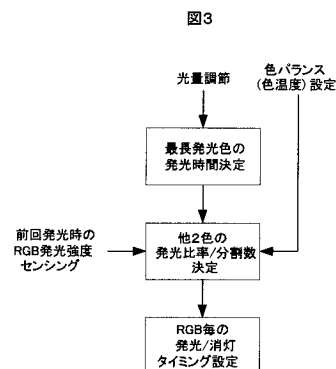 図3
光量調節
色バランス
(色温度)設定
最長発光色の
発光時間決定
前回発光時の
RGB発光強度
センシング
他2色の
発光比率/分割数
決定
RGB毎の
発光/消灯
タイミング設定